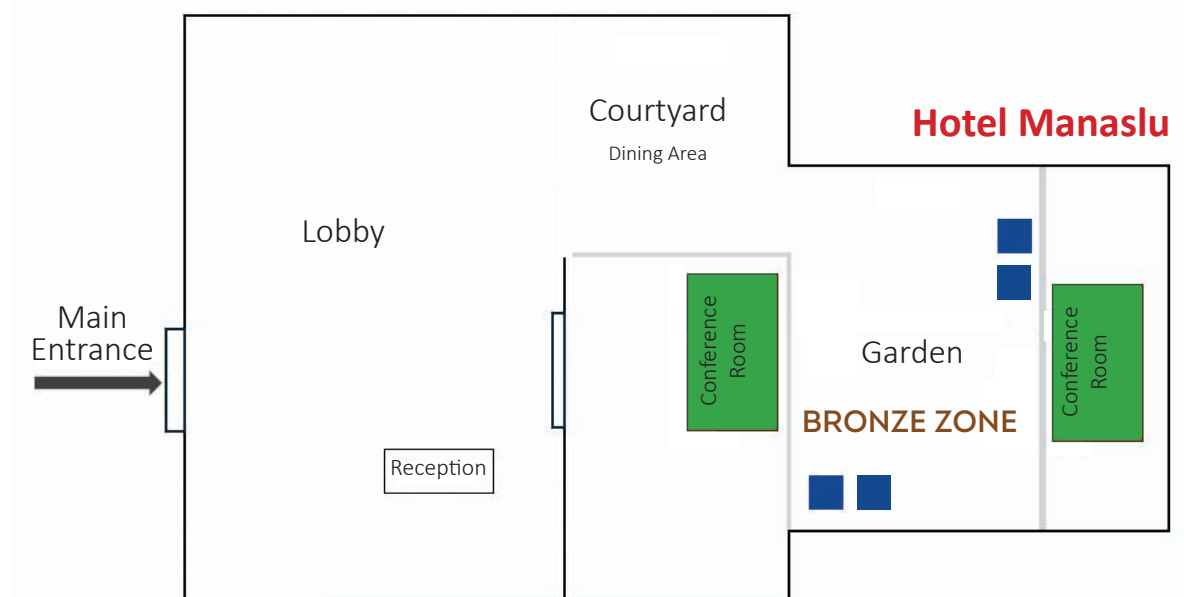 Courtyard
Dining Area
Hotel Manaslu
Lobby
Main
Entrance
Conference
Room
Garden
Conference
Room
BRONZE ZONE
Reception